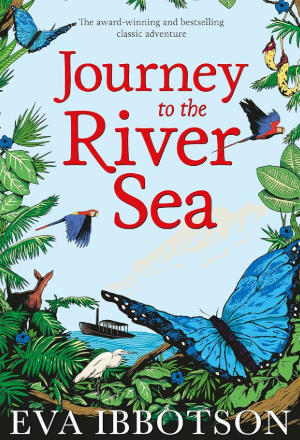 The award-winning and bestselling
classic adventure
Journey
to the
River
Sea
EVA IBBOTSON